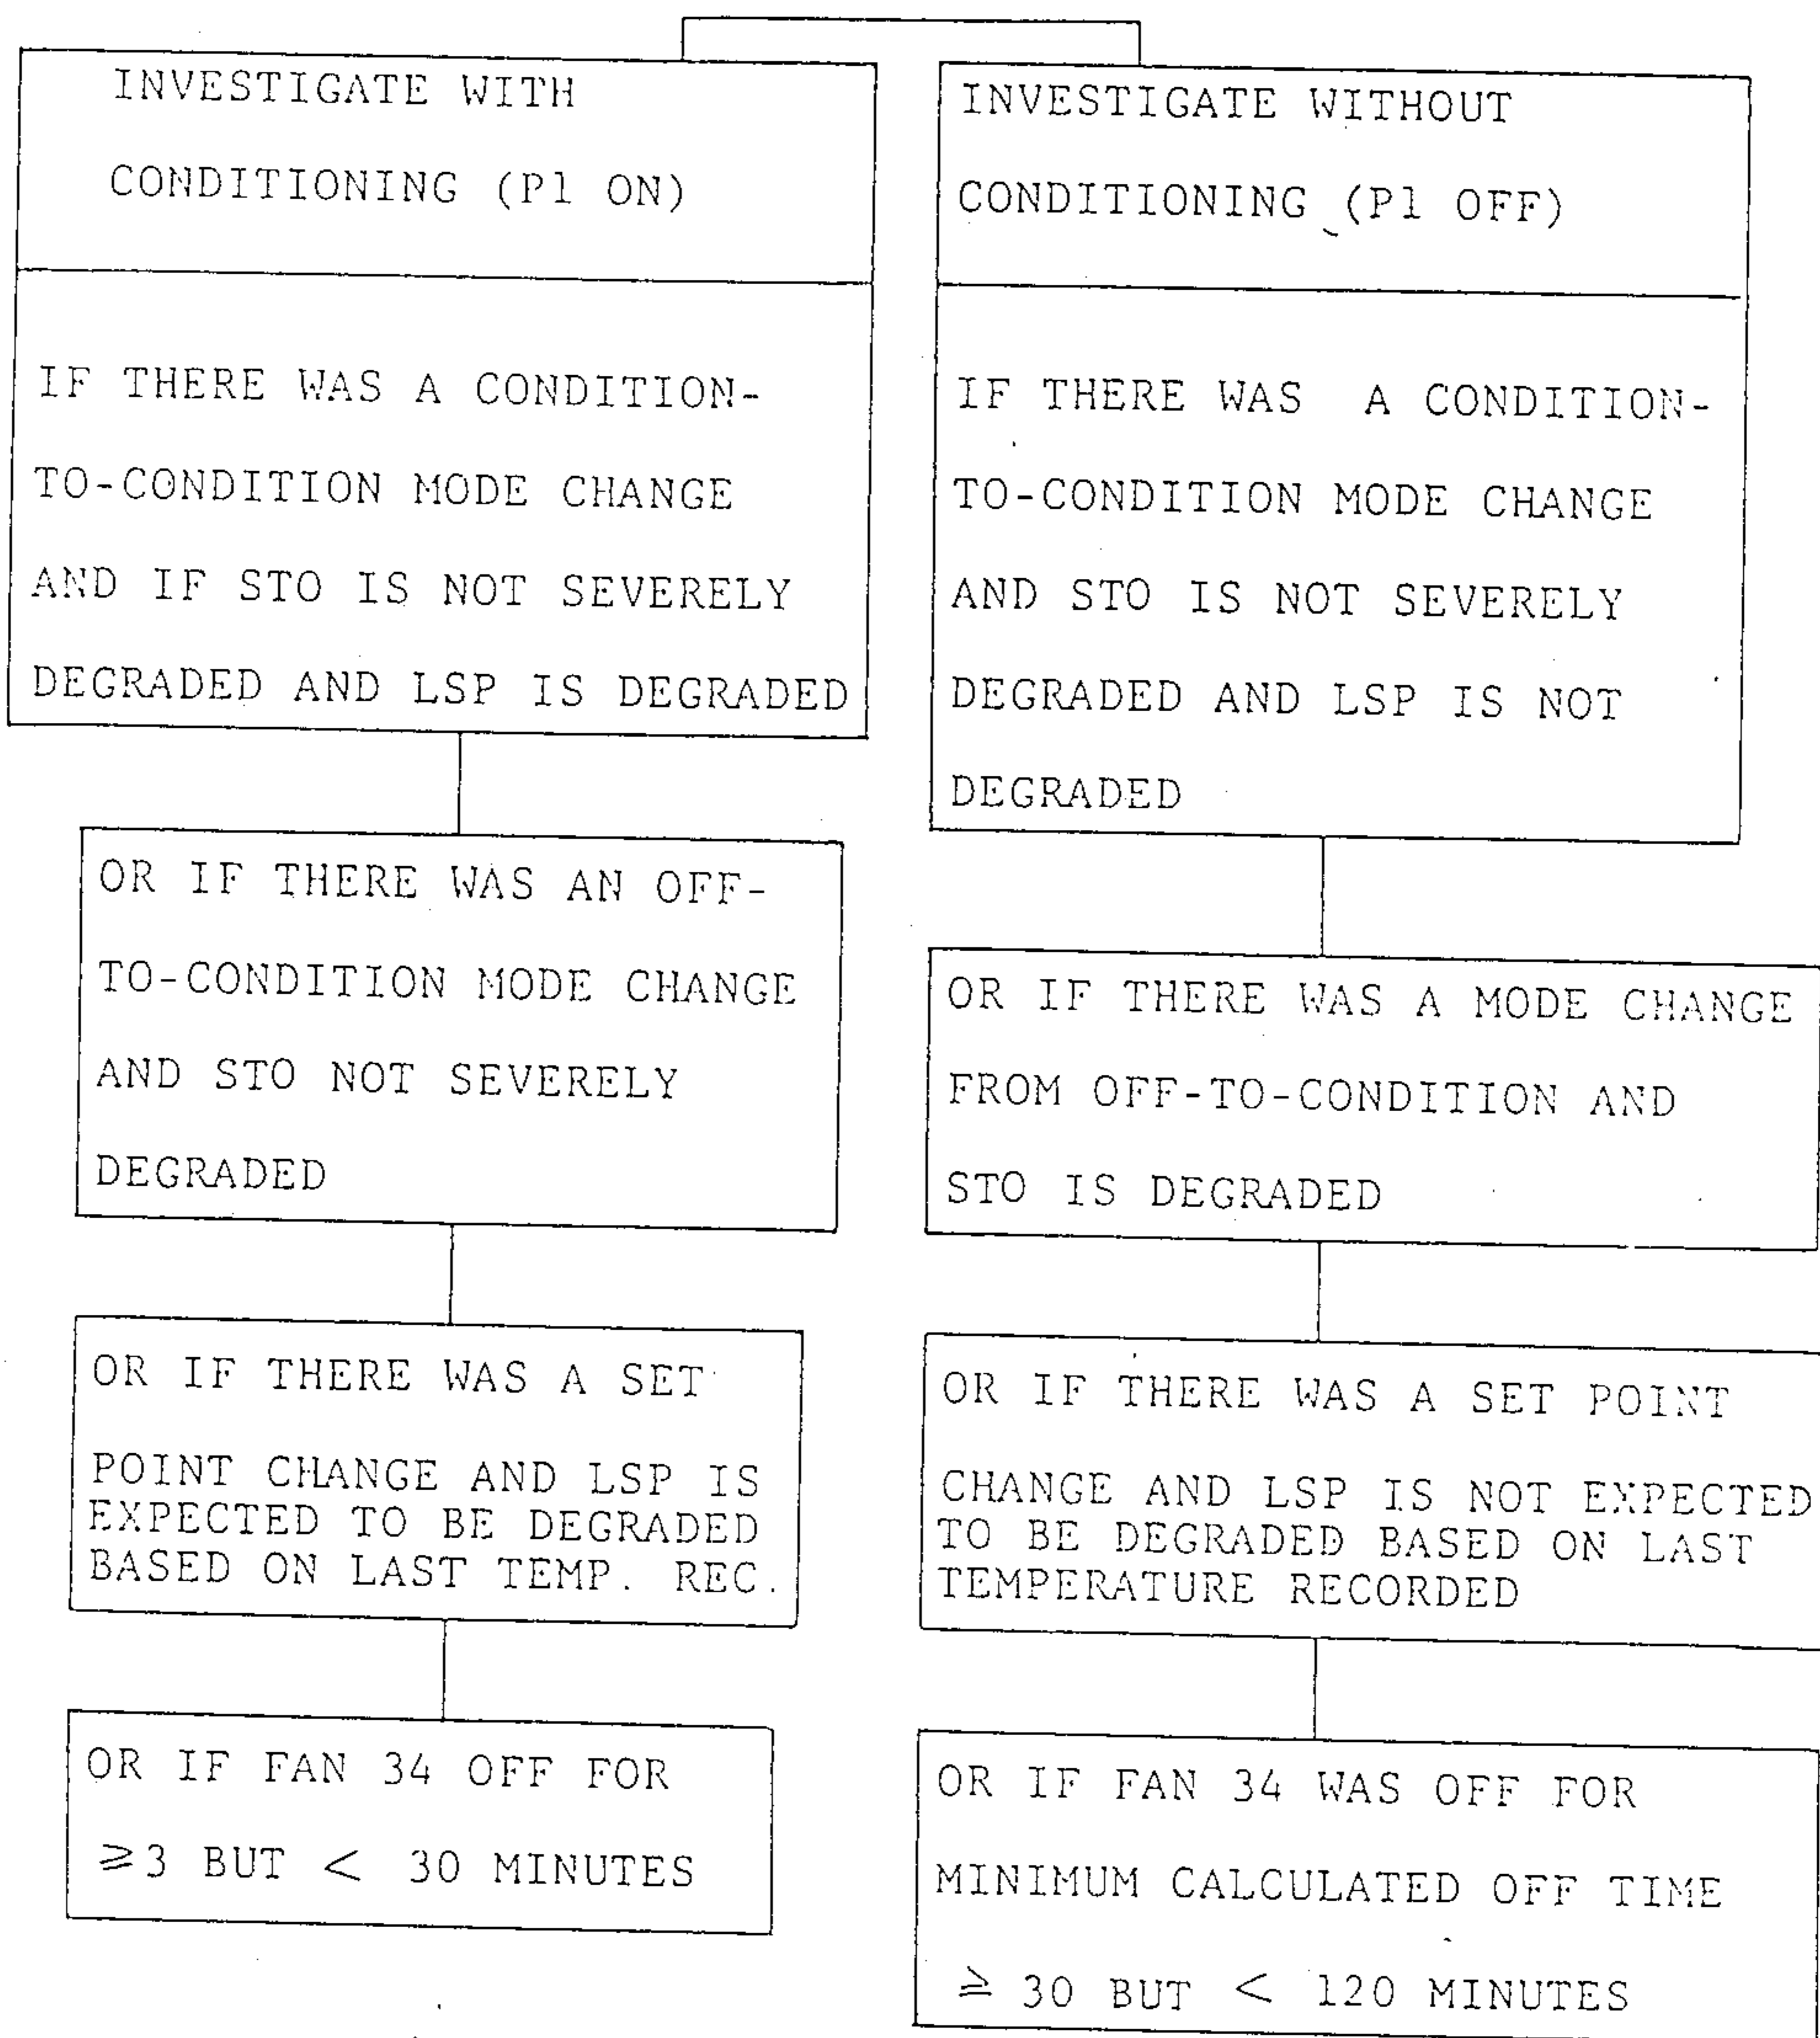 INVESTIGATE WITH
CONDITIONING (P1 ON)
IF THERE WAS A CONDITION-
TO-CONDITION MODE CHANGE
AND IF STO IS NOT SEVERELY
DEGRADED AND LSP IS DEGRADED
OR IF THERE WAS AN OFF-
TO-CONDITION MODE CHANGE
AND STO NOT SEVERELY
DEGRADED
OR IF THERE WAS A SET
POINT CHANGE AND LSP IS
EXPECTED TO BE DEGRADED
BASED ON LAST TEMP. REC.
OR IF FAN 34 OFF FOR
≥3 BUT < 30 MINUTES
INVESTIGATE WITHOUT
CONDITIONING (P1 OFF)
IF THERE WAS A CONDITION-
TO-CONDITION MODE CHANGE
AND STO IS NOT SEVERELY
DEGRADED AND LSP IS NOT
DEGRADED
OR IF THERE WAS A MODE CHANGE
FROM OFF-TO-CONDITION AND
STO IS DEGRADED
OR IF THERE WAS A SET POINT
CHANGE AND LSP IS NOT EXPECTED
TO BE DEGRADED BASED ON LAST
TEMPERATURE RECORDED
OR IF FAN 34 WAS OFF FOR
MINIMUM CALCULATED OFF TIME
≥ 30 BUT < 120 MINUTES